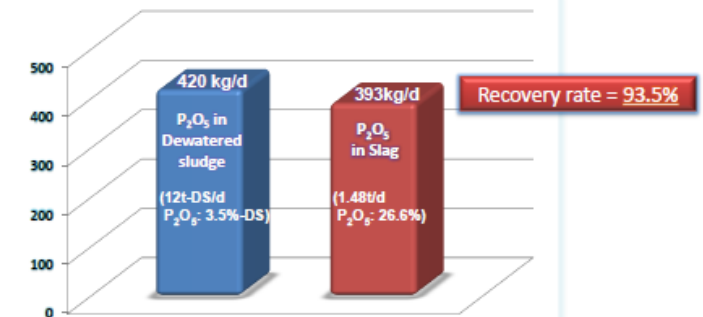 500
400
300
200
100
0
420 kg/d
P₂O₅ in
Dewatered
sludge
(12t-DS/d
P₂O₅: 3.5%-DS)
393kg/d
P₂O₅
in Slag
(1.48t/d
P₂O₅: 26.6%)
Recovery rate = 93.5%